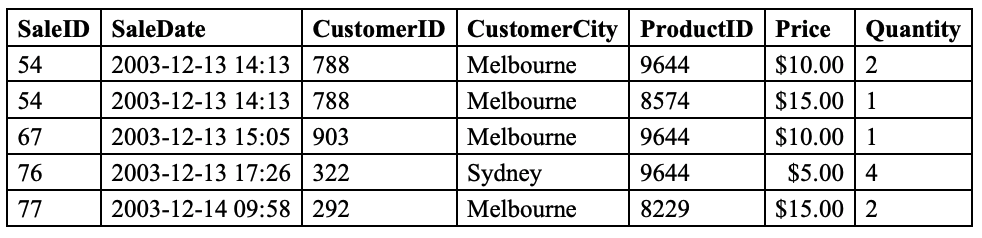 SaleID SaleDate CustomerID CustomerCity ProductID Price Quantity
54 2003-12-13 14:13 788 Melbourne 9644 $10.00 2
54 2003-12-13 14:13 788 Melbourne 8574 $15.00 1
67 2003-12-13 15:05 903 Melbourne 9644 $10.00 1
76 2003-12-13 17:26 322 Sydney 9644 $5.00 4
77 2003-12-14 09:58 292 Melbourne 8229 $15.00 2